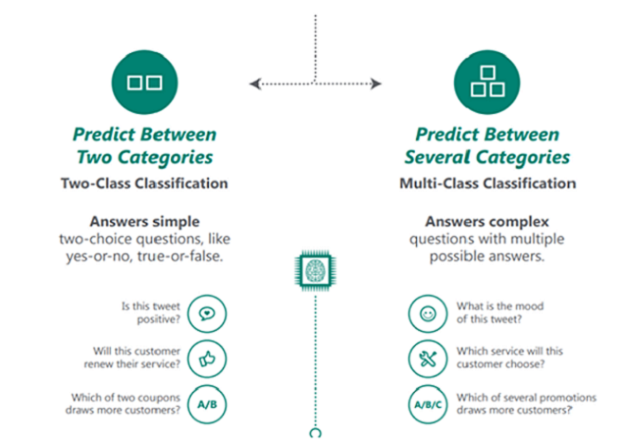 Predict Between
Two Categories
Two-Class Classification
Answers simple
two-choice questions, like
yes-or-no, true-or-false.
Is this tweet
positive?
Will this customer
renew their service?
Which of two coupons
draws more customers?
A/B
Predict Between
Several Categories
Multi-Class Classification
Answers complex
questions with multiple
possible answers.
What is the mood
of this tweet?
Which service will this
customer choose?
A/B/C
Which of several promotions
draws more customers?